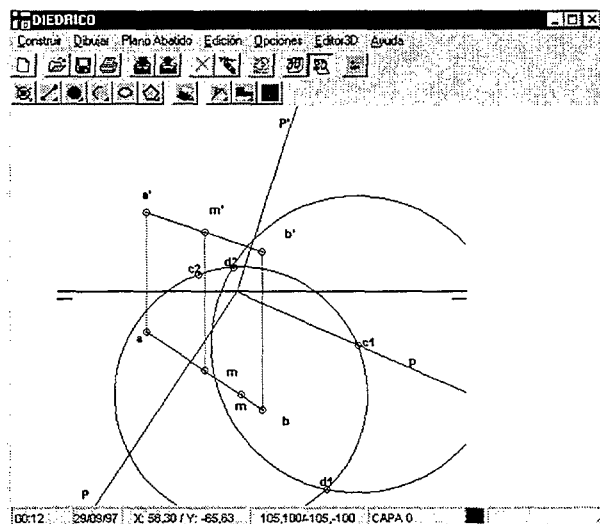 DIEDRICO
Construir Dibujar Plano Abatido Edición Opciones Editor3D Ayuda
P'
a'
m'
b'
d2
c2
a
c1
m
p
m
b
d1
P
00:12 29/09/97 X: 58,30 / Y: -65,63 105,100/-105,-100 CAPA 0